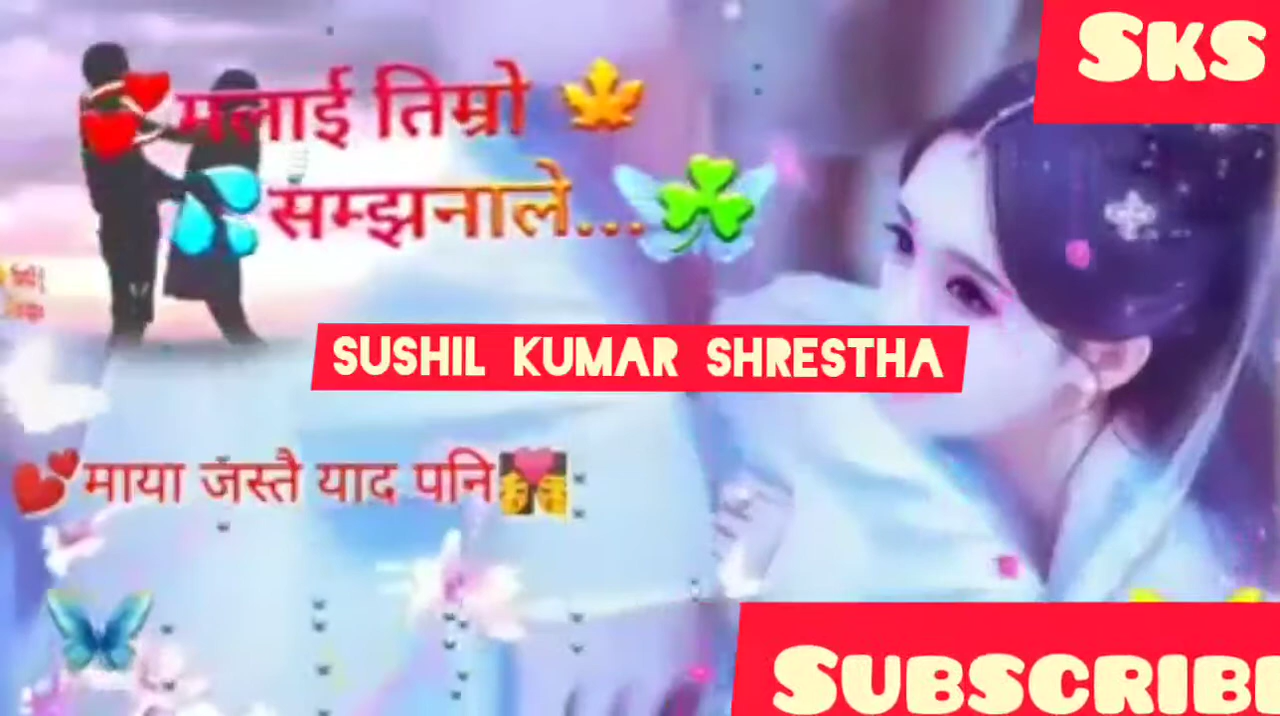 SKS
मलाई तिम्रो
सम्झनाले...
SUSHIL KUMAR SHRESTHA
माया जस्तै याद पनि
SUBSCRIBE